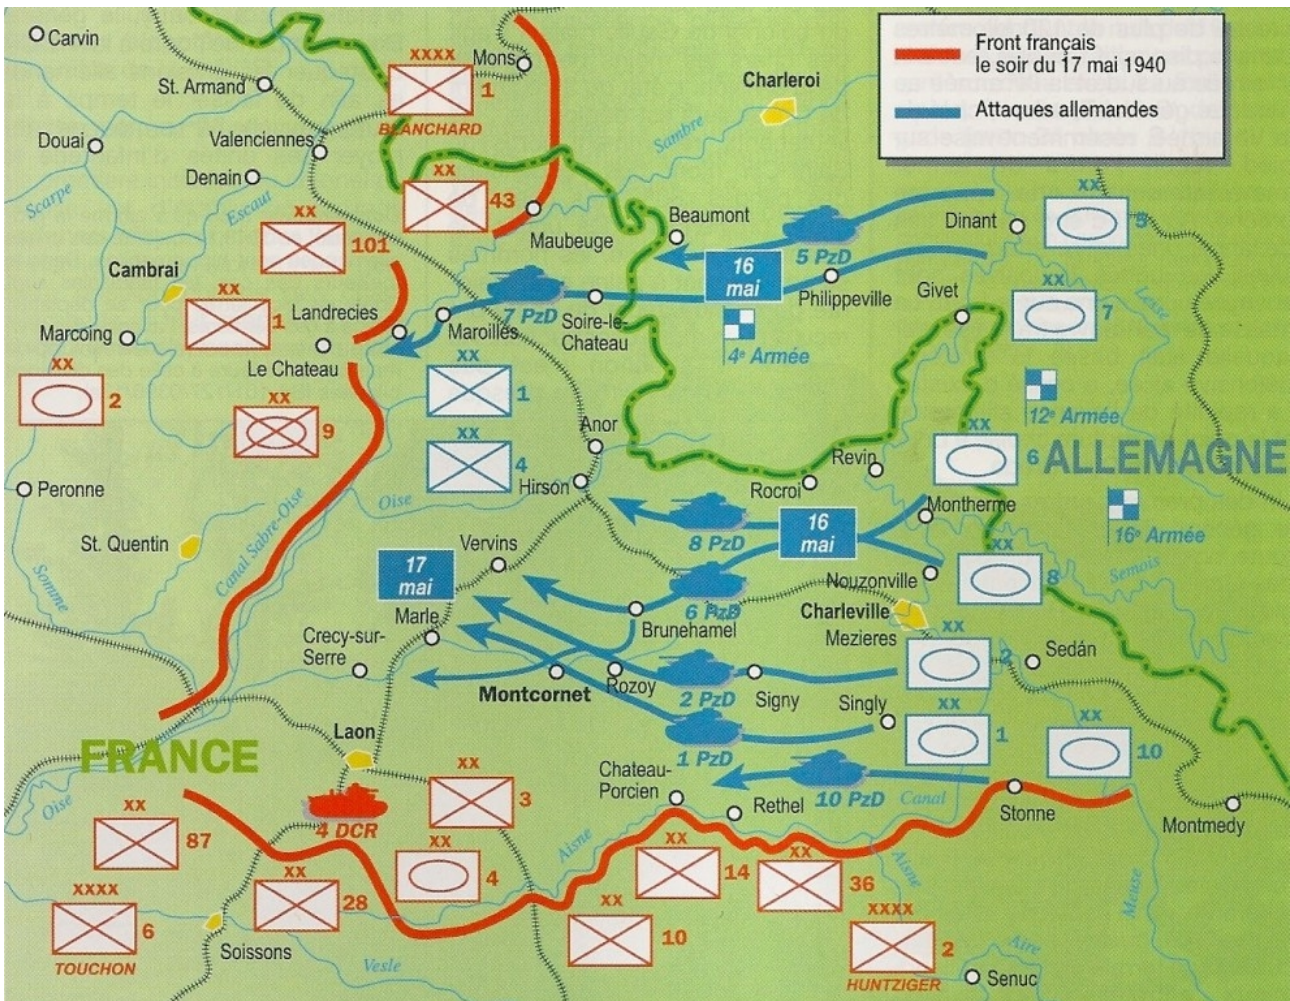 Carvin
Mons
xxxx
1
BLANCHARD
Front français
le soir du 17 mai 1940
Attaques allemandes
St. Armand
Charleroi
Douai
Valenciennes
Sambre
Denain
xx
43
Scarpe
Escaut
Maubeuge
Beaumont
Dinant
xx
5
5 PzD
xx
101
Cambrai
16
mai
Philippeville
Givet
xx
7
Lesse
xx
1
Landrecies
7 PzD
Maroilles
Soire-le-
Chateau
4e Armée
Marcoing
Le Chateau
xx
2
xx
9
xx
1
12e Armée
xx
4
Anor
Hirson
xx
6
ALLEMAGNE
Revin
Rocroi
Peronne
Oise
Montherme
16e Armée
St. Quentin
Canal Sabre-Oise
Somme
Vervins
8 PzD
16
mai
17
mai
Nouzonville
xx
8
Semois
Marle
6 PzD
Brunehamel
Charleville
Mezieres
Crecy-sur-
Serre
xx
2
Sedán
Montcornet
Rozoy
2 PzD
Signy
Singly
xx
1
xx
10
FRANCE
Laon
1 PzD
Chateau-
Porcien
10 PzD
Canal
Rethel
Stonne
Montmedy
Oise
4 DCR
xx
3
Aisne
xx
87
xx
28
xx
4
xx
14
xx
36
Aisne
Meuse
xxxx
6
TOUCHON
Soissons
Vesle
xx
10
xxxx
2
HUNTZIGER
Aire
Senuc